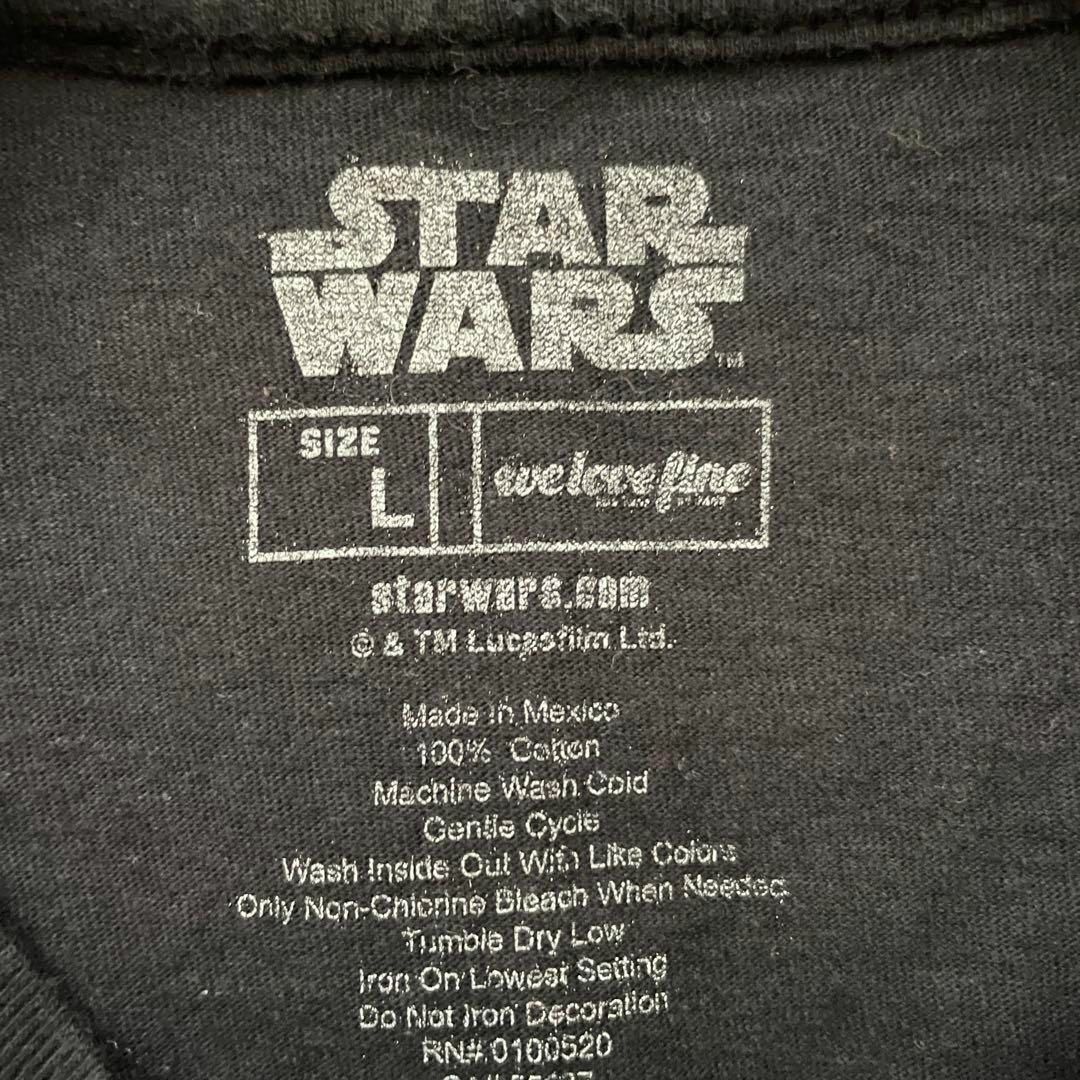 STAR
WARS
TM
SIZE
L
welovefine
starwars.com
© & TM Lucasfilm Ltd.
Made In Mexico
100% Cotton
Machine Wash Cold
Gentle Cycle
Wash Inside Out With Like Colors
Only Non-Chlorine Bleach When Needed
Tumble Dry Low
Iron On Lowest Setting
Do Not Iron Decoration
RN# 0100520